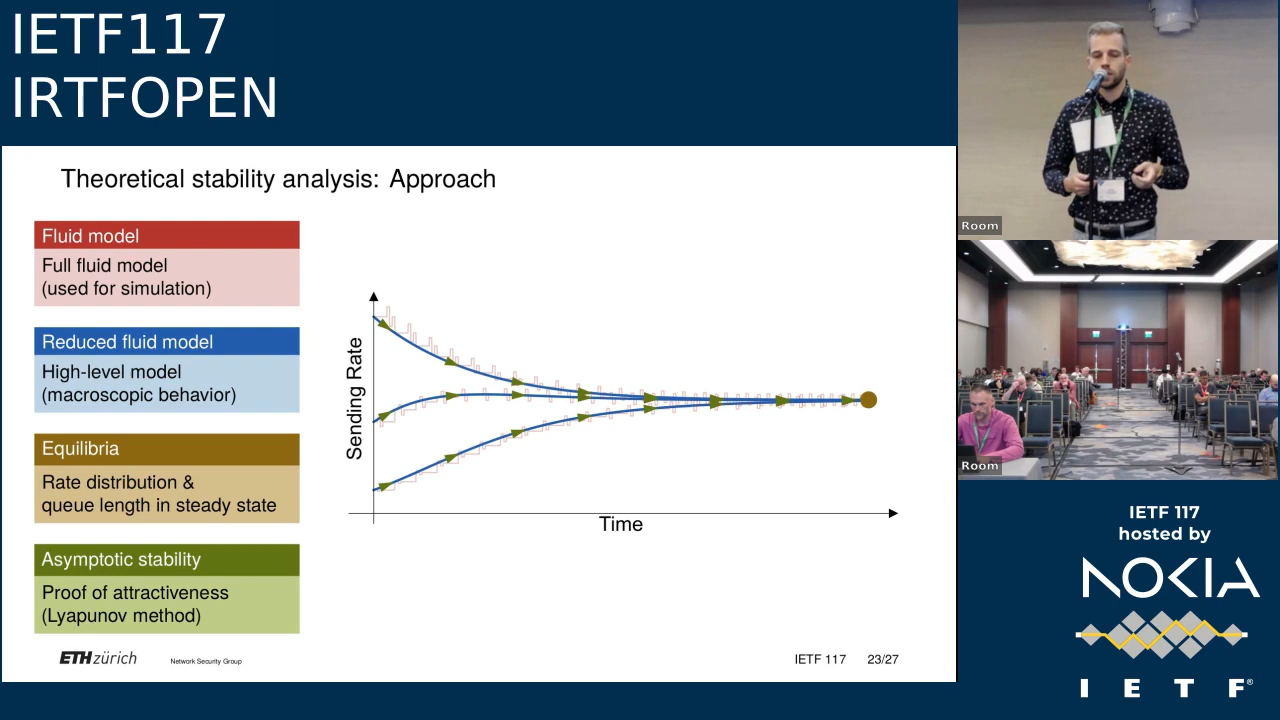 IETF117
IRTFOPEN
Theoretical stability analysis: Approach
Fluid model
Full fluid model
(used for simulation)
Reduced fluid model
High-level model
(macroscopic behavior)
Equilibria
Rate distribution &
queue length in steady state
Asymptotic stability
Proof of attractiveness
(Lyapunov method)
Sending Rate
Time
ETH zürich
Network Security Group
IETF 117
23/27
Room
Room
IETF 117
hosted by
NOKIA
I E T F®